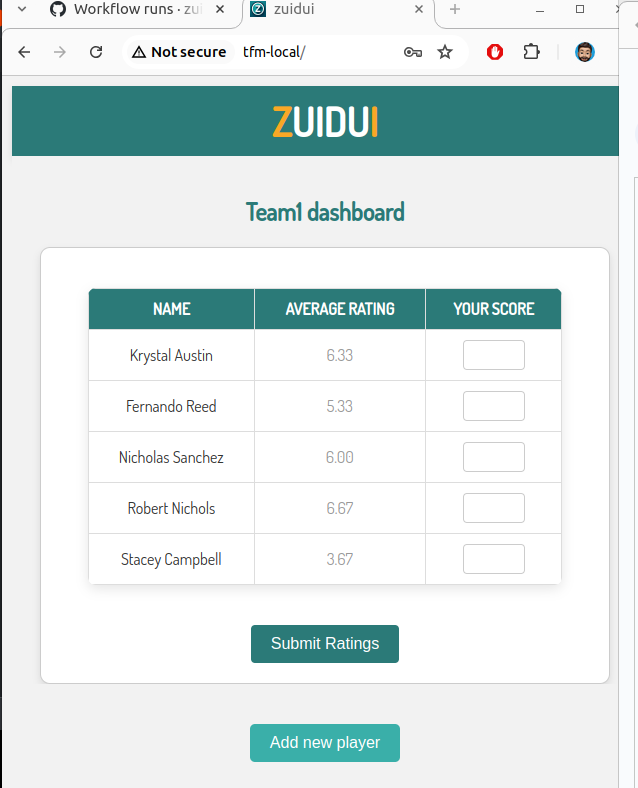 Workflow runs · zui
zuidui
Not secure tfm-local/
ZUIDUI
Team1 dashboard
NAME AVERAGE RATING YOUR SCORE
Krystal Austin 6.33
Fernando Reed 5.33
Nicholas Sanchez 6.00
Robert Nichols 6.67
Stacey Campbell 3.67
Submit Ratings
Add new player